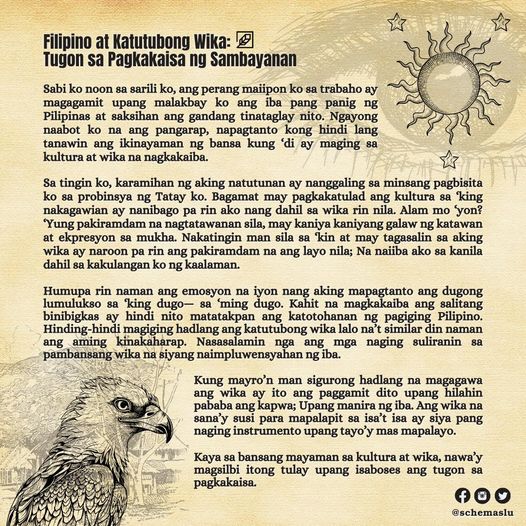 Filipino at Katutubong Wika:
Tugon sa Pagkakaisa ng Sambayanan
Sabi ko noon sa sarili ko, ang perang maiipon ko sa trabaho ay
magagamit upang malakbay ko ang iba pang panig ng
Pilipinas at saksihan ang gandang tinataglay nito. Ngayong
naabot ko na ang pangarap, napagtanto kong hindi lang
tanawin ang ikinayaman ng bansa kung 'di ay maging sa
kultura at wika na nagkakaiba.
Sa tingin ko, karamihan ng aking natutunan ay nanggaling sa minsang pagbisita
ko sa probinsya ng Tatay ko. Bagamat may pagkakatulad ang kultura sa 'king
nakagawian ay nanibago pa rin ako nang dahil sa wika rin nila. Alam mo 'yon?
'Yung pakiramdam na nagtatawanan sila, may kaniya kaniyang galaw ng katawan
at ekpresyon sa mukha. Nakatingin man sila sa 'kin at may tagasalin sa aking
wika ay naroon pa rin ang pakiramdam na ang layo nila; Na naiiba ako sa kanila
dahil sa kakulangan ko ng kaalaman.
Humupa rin naman ang emosyon na iyon nang aking mapagtanto ang dugong
lumulukso sa 'king dugo— sa 'ming dugo. Kahit na magkakaiba ang salitang
binibigkas ay hindi nito matatakpan ang katotohanan ng pagiging Pilipino.
Hinding-hindi magiging hadlang ang katutubong wika lalo na't similar din naman
ang aming kinakaharap. Nasasalamin nga ang mga naging suliranin sa
pambansang wika na siyang naimpluwensyahan ng iba.
Kung mayro'n man sigurong hadlang na magagawa
ang wika ay ito ang paggamit dito upang hilahin
pababa ang kapwa; Upang manira ng iba. Ang wika na
sana'y susi para mapalapit sa isa't isa ay siya pang
naging instrumento upang tayo'y mas mapalayo.
Kaya sa bansang mayaman sa kultura at wika, nawa'y
magsilbi itong tulay upang isaboses ang tugon sa
pagkakaisa.
@schemaslu